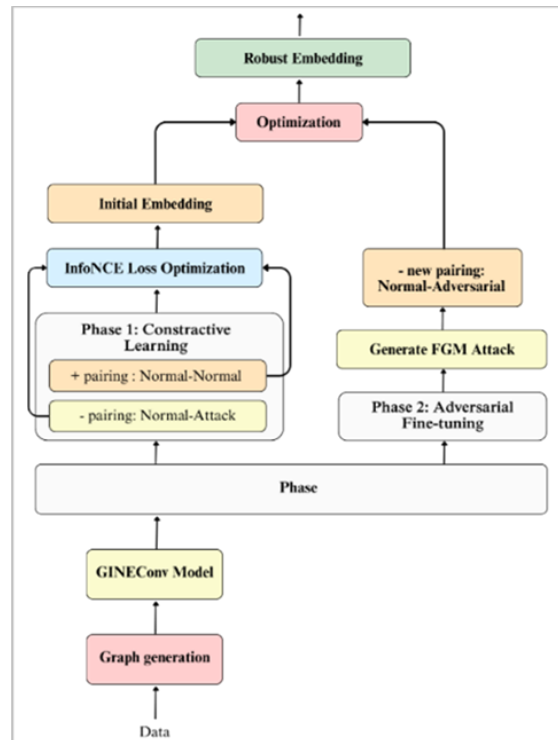 Robust Embedding
Optimization
Initial Embedding
InfoNCE Loss Optimization
- new pairing:
Normal-Adversarial
Phase 1: Constractive
Learning
Generate FGM Attack
+ pairing : Normal-Normal
- pairing: Normal-Attack
Phase 2: Adversarial
Fine-tuning
Phase
GINEConv Model
Graph generation
Data